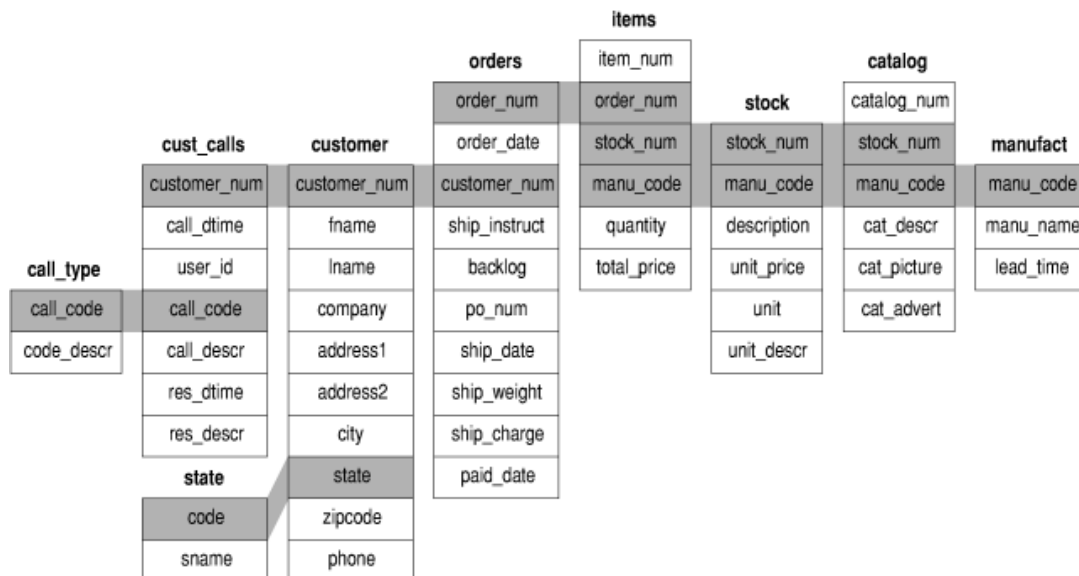 call_type
call_code
code_descr
cust_calls
customer_num
call_dtime
user_id
call_code
call_descr
res_dtime
res_descr
state
code
sname
customer
customer_num
fname
lname
company
address1
address2
city
state
zipcode
phone
orders
order_num
order_date
customer_num
ship_instruct
backlog
po_num
ship_date
ship_weight
ship_charge
paid_date
items
item_num
order_num
stock_num
manu_code
quantity
total_price
stock
stock_num
manu_code
description
unit_price
unit
unit_descr
catalog
catalog_num
stock_num
manu_code
cat_descr
cat_picture
cat_advert
manufact
manu_code
manu_name
lead_time